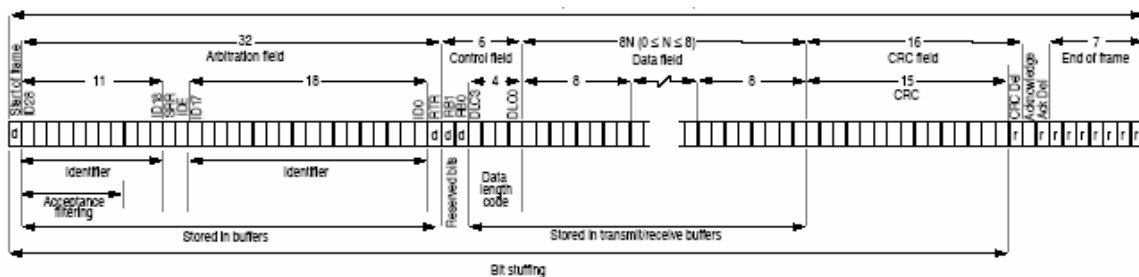 32
6
8N (0 ≤ N ≤ 8)
16
7
Arbitration field
Control field
Data field
CRC field
End of frame
11
18
4
8
8
15
CRC
Start of frame
ID28
ID18
SRR
IDE
ID17
ID0
RTR
RB1
RB0
DLC3
DLC0
CRC Del
Acknowledge
Ack Del
d
d
d
d
r
r
r
r
r
r
r
r
r
Identifier
Identifier
Reserved bits
Data
length
code
Acceptance
filtering
Stored in buffers
Stored in transmit/receive buffers
Bit stuffing